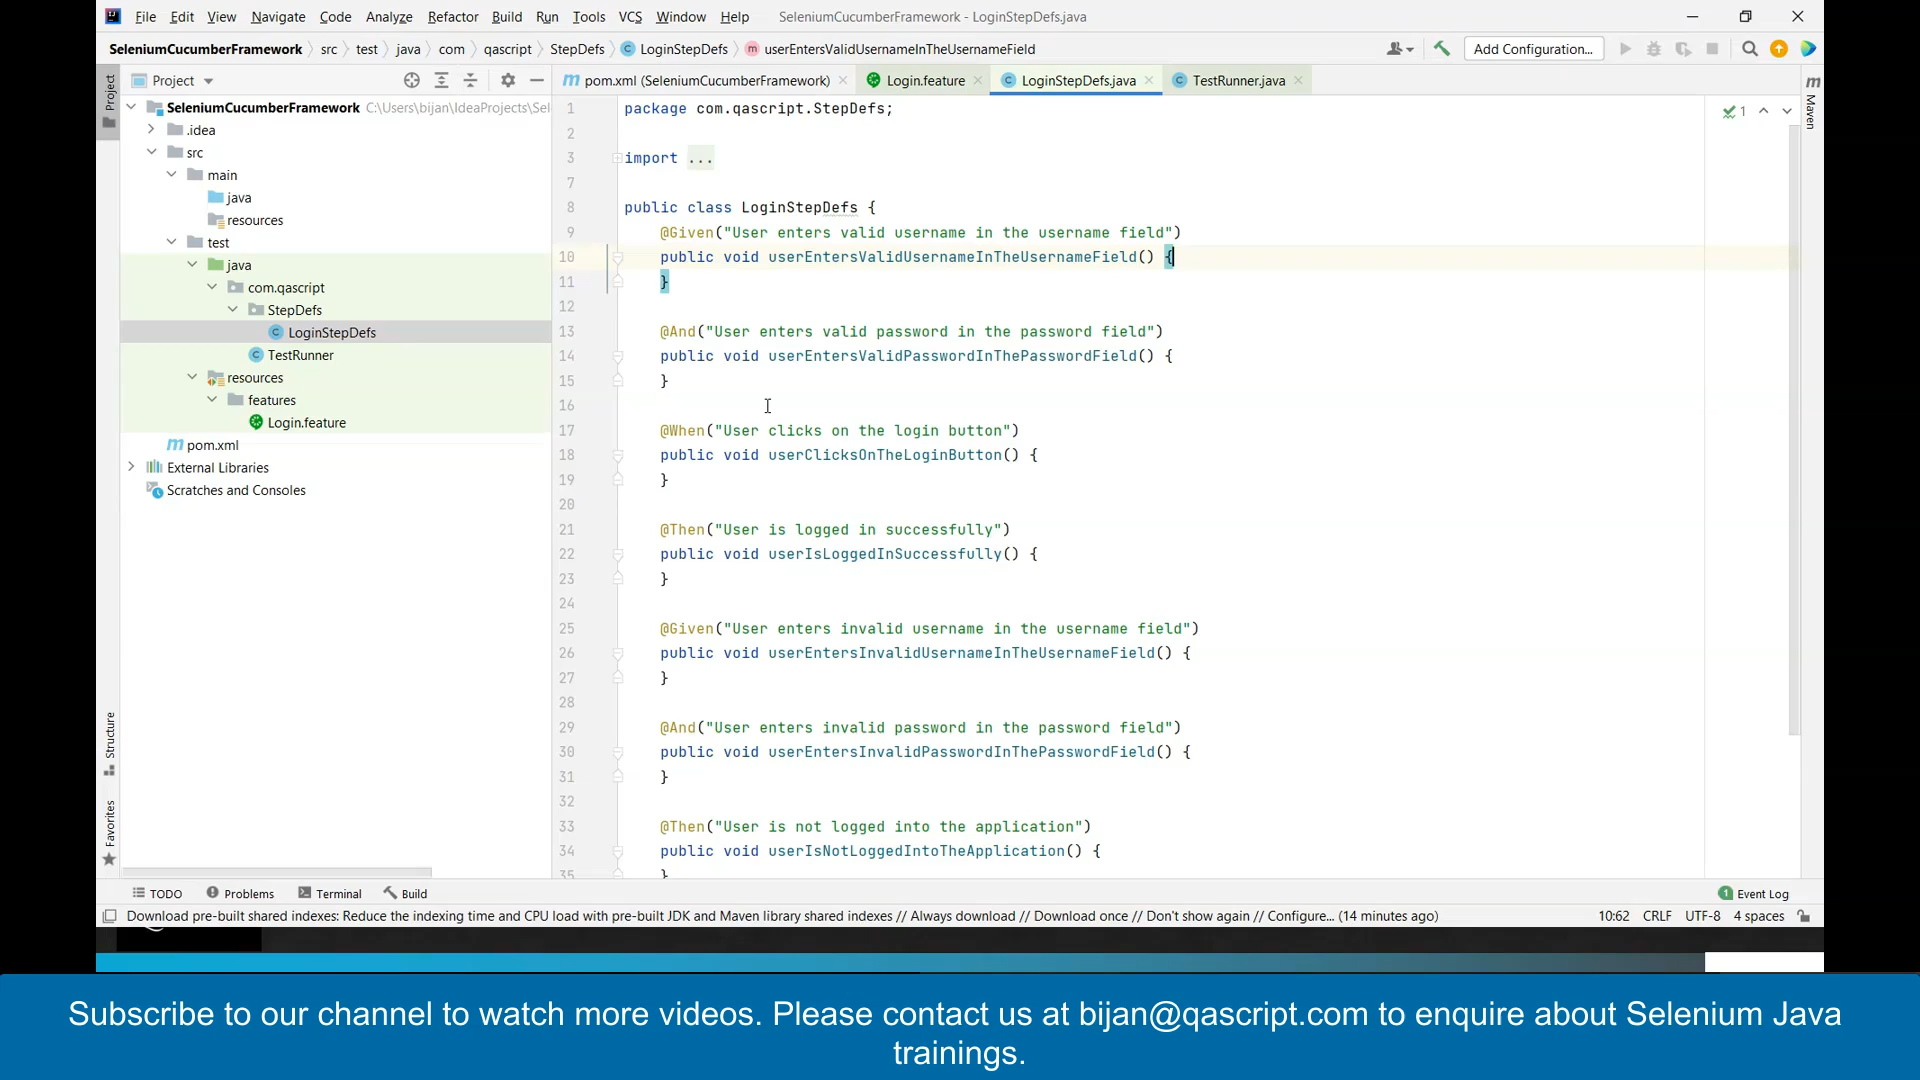 File Edit View Navigate Code Analyze Refactor Build Run Tools VCS Window Help SeleniumCucumberFramework - LoginStepDefs.java
SeleniumCucumberFramework src test java com qascript StepDefs LoginStepDefs userEntersValidUsernameInTheUsernameField Add Configuration...
Project
pom.xml (SeleniumCucumberFramework) Login.feature LoginStepDefs.java TestRunner.java
Project
Structure
Favorites
Maven
SeleniumCucumberFramework C:\Users\bijan\IdeaProjects\Sel
.idea
src
main
java
resources
test
java
com.qascript
StepDefs
LoginStepDefs
TestRunner
resources
features
Login.feature
pom.xml
External Libraries
Scratches and Consoles
1
1 package com.qascript.StepDefs;
2
3 import ...
7
8 public class LoginStepDefs {
9 @Given("User enters valid username in the username field")
10 public void userEntersValidUsernameInTheUsernameField() {
11 }
12
13 @And("User enters valid password in the password field")
14 public void userEntersValidPasswordInThePasswordField() {
15 }
16
17 @When("User clicks on the login button")
18 public void userClicksOnTheLoginButton() {
19 }
20
21 @Then("User is logged in successfully")
22 public void userIsLoggedInSuccessfully() {
23 }
24
25 @Given("User enters invalid username in the username field")
26 public void userEntersInvalidUsernameInTheUsernameField() {
27 }
28
29 @And("User enters invalid password in the password field")
30 public void userEntersInvalidPasswordInThePasswordField() {
31 }
32
33 @Then("User is not logged into the application")
34 public void userIsNotLoggedIntoTheApplication() {
35 }
TODO Problems Terminal Build 1 Event Log
Download pre-built shared indexes: Reduce the indexing time and CPU load with pre-built JDK and Maven library shared indexes // Always download // Download once // Don't show again // Configure... (14 minutes ago) 10:62 CRLF UTF-8 4 spaces
Subscribe to our channel to watch more videos. Please contact us at bijan@qascript.com to enquire about Selenium Java
trainings.